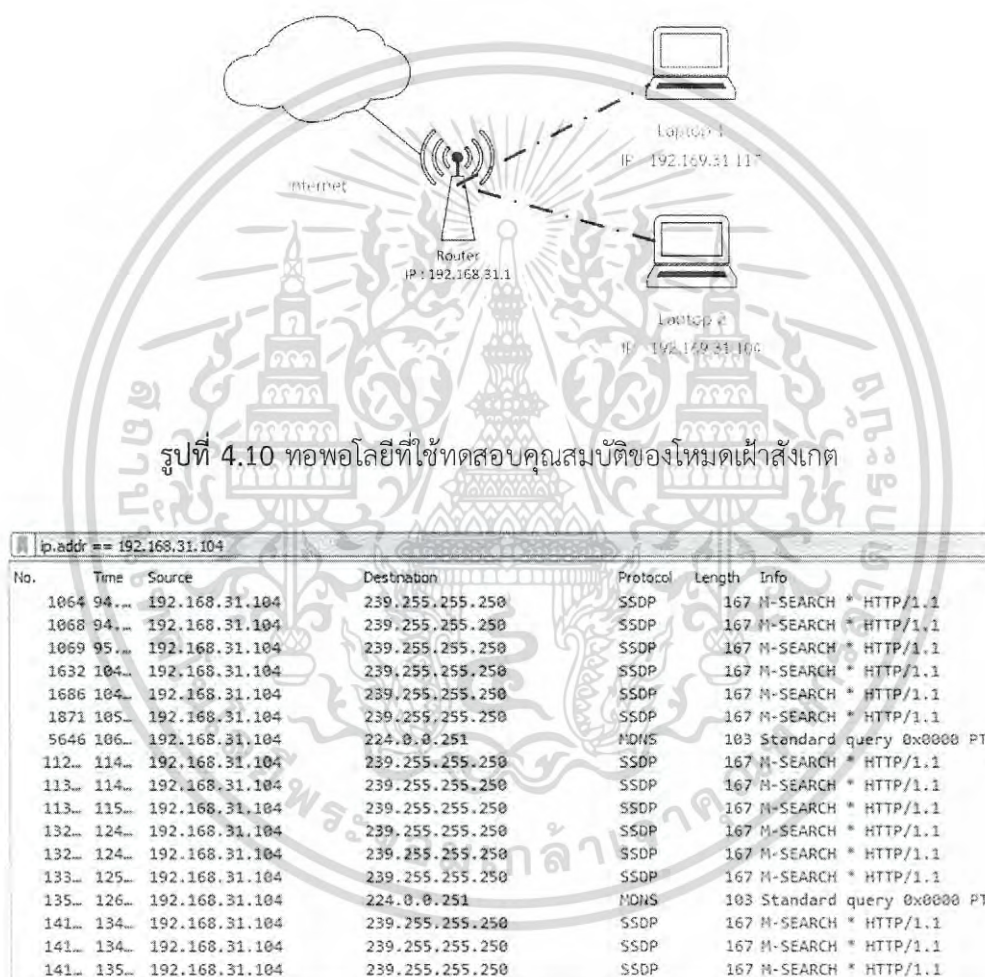 Internet
Router
IP : 192.168.31.1
Laptop 1
IP : 192.169.31.117
Laptop 2
IP : 192.169.31.104
รูปที่ 4.10 ทอพอโลยีที่ใช้ทดสอบคุณสมบัติของโหมดเฝ้าสังเกต
ip.addr == 192.168.31.104
No. Time Source Destination Protocol Length Info
1064 94.… 192.168.31.104 239.255.255.250 SSDP 167 M-SEARCH * HTTP/1.1
1068 94.… 192.168.31.104 239.255.255.250 SSDP 167 M-SEARCH * HTTP/1.1
1069 95.… 192.168.31.104 239.255.255.250 SSDP 167 M-SEARCH * HTTP/1.1
1632 104… 192.168.31.104 239.255.255.250 SSDP 167 M-SEARCH * HTTP/1.1
1686 104… 192.168.31.104 239.255.255.250 SSDP 167 M-SEARCH * HTTP/1.1
1871 105… 192.168.31.104 239.255.255.250 SSDP 167 M-SEARCH * HTTP/1.1
5646 106… 192.168.31.104 224.0.0.251 MDNS 103 Standard query 0x0000 PT
112… 114… 192.168.31.104 239.255.255.250 SSDP 167 M-SEARCH * HTTP/1.1
113… 114… 192.168.31.104 239.255.255.250 SSDP 167 M-SEARCH * HTTP/1.1
113… 115… 192.168.31.104 239.255.255.250 SSDP 167 M-SEARCH * HTTP/1.1
132… 124… 192.168.31.104 239.255.255.250 SSDP 167 M-SEARCH * HTTP/1.1
132… 124… 192.168.31.104 239.255.255.250 SSDP 167 M-SEARCH * HTTP/1.1
133… 125… 192.168.31.104 239.255.255.250 SSDP 167 M-SEARCH * HTTP/1.1
135… 126… 192.168.31.104 224.0.0.251 MDNS 103 Standard query 0x0000 PT
141… 134… 192.168.31.104 239.255.255.250 SSDP 167 M-SEARCH * HTTP/1.1
141… 134… 192.168.31.104 239.255.255.250 SSDP 167 M-SEARCH * HTTP/1.1
141… 135… 192.168.31.104 239.255.255.250 SSDP 167 M-SEARCH * HTTP/1.1